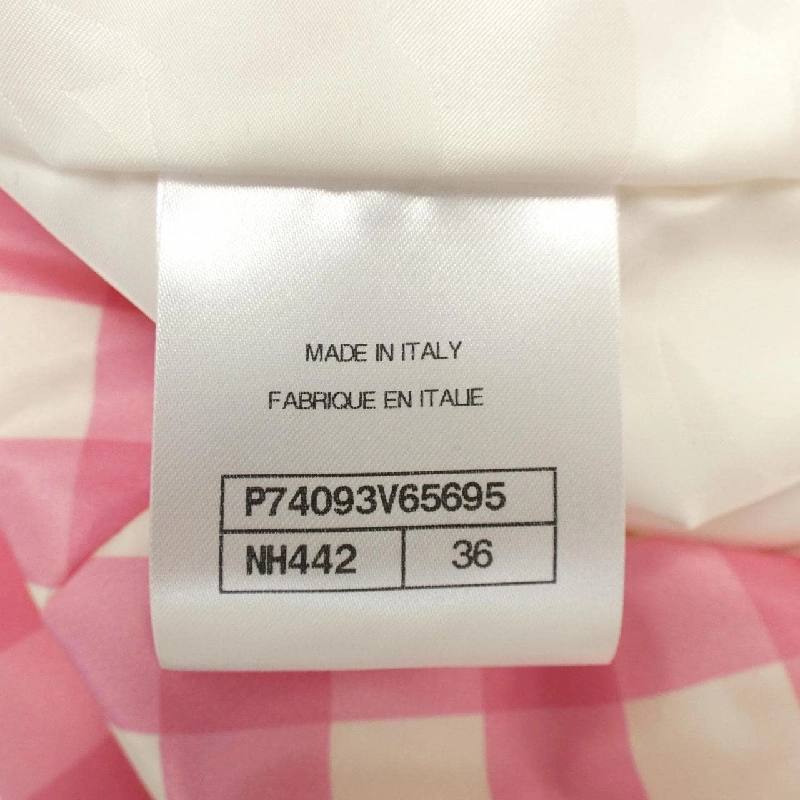 MADE IN ITALY
FABRIQUE EN ITALIE
P74093V65695
NH442 36